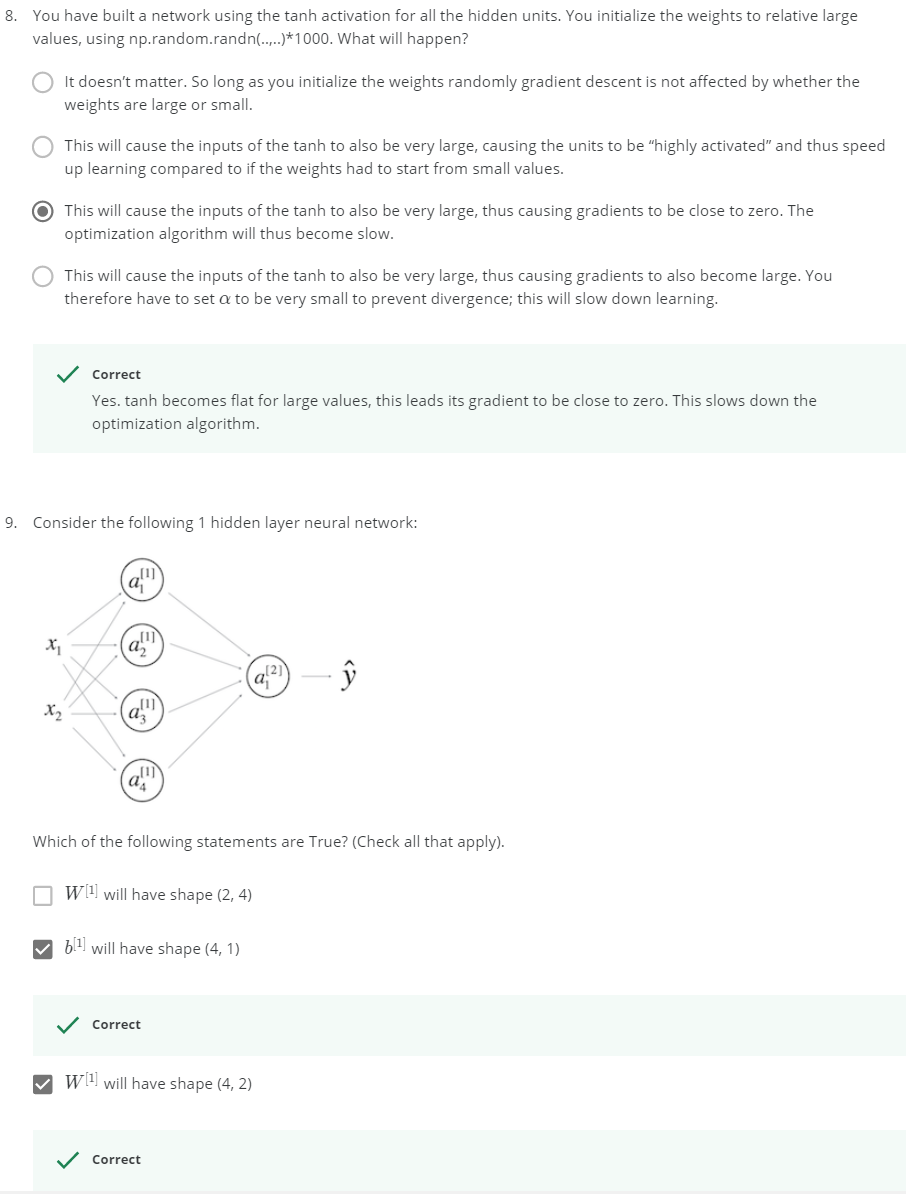 8. You have built a network using the tanh activation for all the hidden units. You initialize the weights to relative large
values, using np.random.randn(..,..)*1000. What will happen?
It doesn't matter. So long as you initialize the weights randomly gradient descent is not affected by whether the
weights are large or small.
This will cause the inputs of the tanh to also be very large, causing the units to be "highly activated" and thus speed
up learning compared to if the weights had to start from small values.
This will cause the inputs of the tanh to also be very large, thus causing gradients to be close to zero. The
optimization algorithm will thus become slow.
This will cause the inputs of the tanh to also be very large, thus causing gradients to also become large. You
therefore have to set α to be very small to prevent divergence; this will slow down learning.
Correct
Yes. tanh becomes flat for large values, this leads its gradient to be close to zero. This slows down the
optimization algorithm.
9. Consider the following 1 hidden layer neural network:
a₁^[1]
x₁ a₂^[1]
a₁^[2] ŷ
x₂ a₃^[1]
a₄^[1]
Which of the following statements are True? (Check all that apply).
W^[1] will have shape (2, 4)
b^[1] will have shape (4, 1)
Correct
W^[1] will have shape (4, 2)
Correct